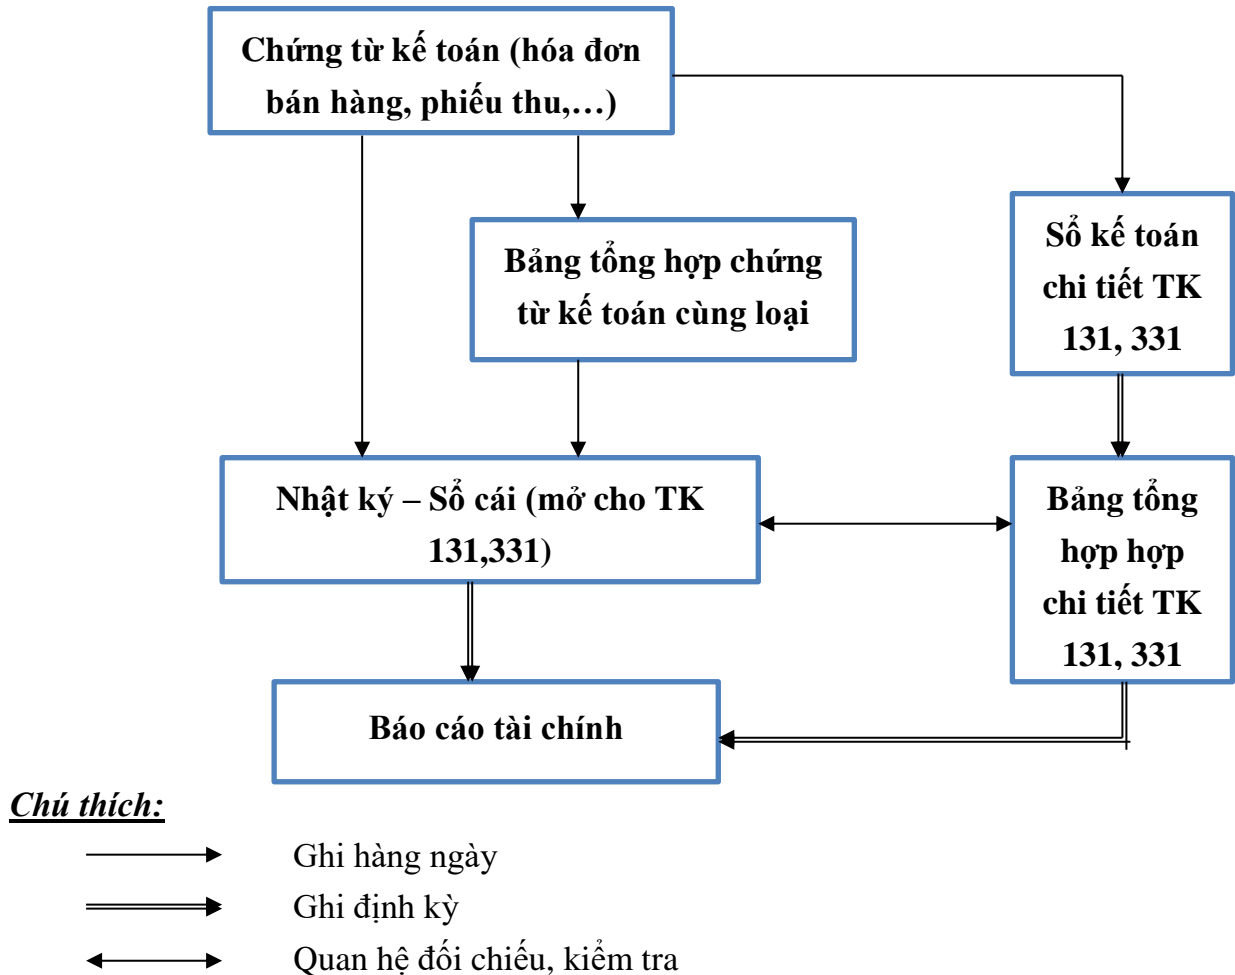 Chứng từ kế toán (hóa đơn
bán hàng, phiếu thu,…)
Bảng tổng hợp chứng
từ kế toán cùng loại
Sổ kế toán
chi tiết TK
131, 331
Nhật ký – Sổ cái (mở cho TK
131,331)
Bảng tổng
hợp hợp
chi tiết TK
131, 331
Báo cáo tài chính
Chú thích:
Ghi hàng ngày
Ghi định kỳ
Quan hệ đối chiếu, kiểm tra